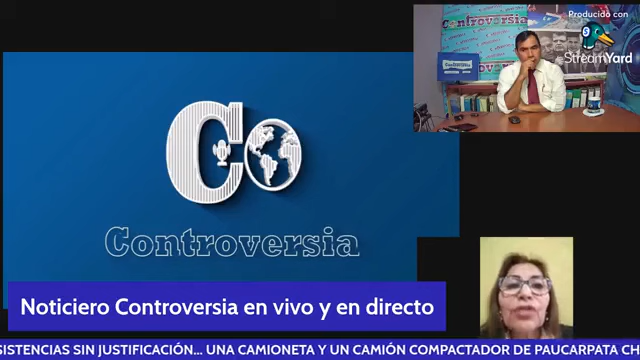 Producido con
StreamYard
controversia
CO
Controversia
Noticiero Controversia en vivo y en directo
SISTENCIAS SIN JUSTIFICACIÓN... UNA CAMIONETA Y UN CAMIÓN COMPACTADOR DE PAUCARPATA CH